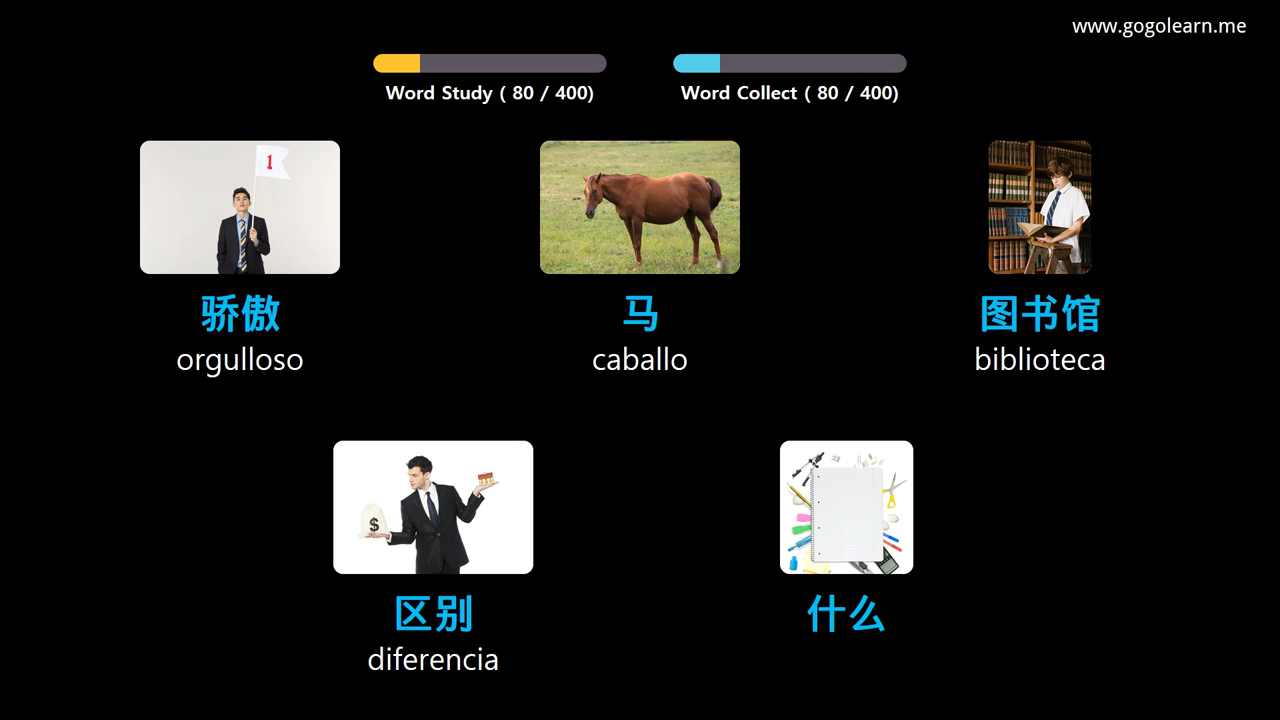 www.gogolearn.me
Word Study ( 80 / 400)
Word Collect ( 80 / 400)
1
骄傲
orgulloso
马
caballo
图书馆
biblioteca
$
区别
diferencia
什么